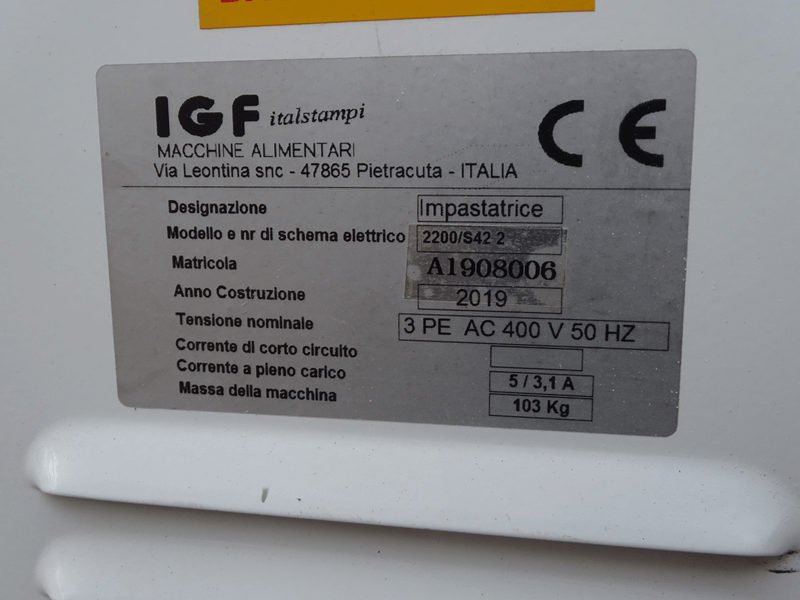 IGF italstampi
CE
MACCHINE ALIMENTARI
Via Leontina snc - 47865 Pietracuta - ITALIA
Designazione Impastatrice
Modello e nr di schema elettrico 2200/S42 2
Matricola A1908006
Anno Costruzione 2019
Tensione nominale 3 PE AC 400 V 50 HZ
Corrente di corto circuito
Corrente a pieno carico 5 / 3,1 A
Massa della macchina 103 Kg